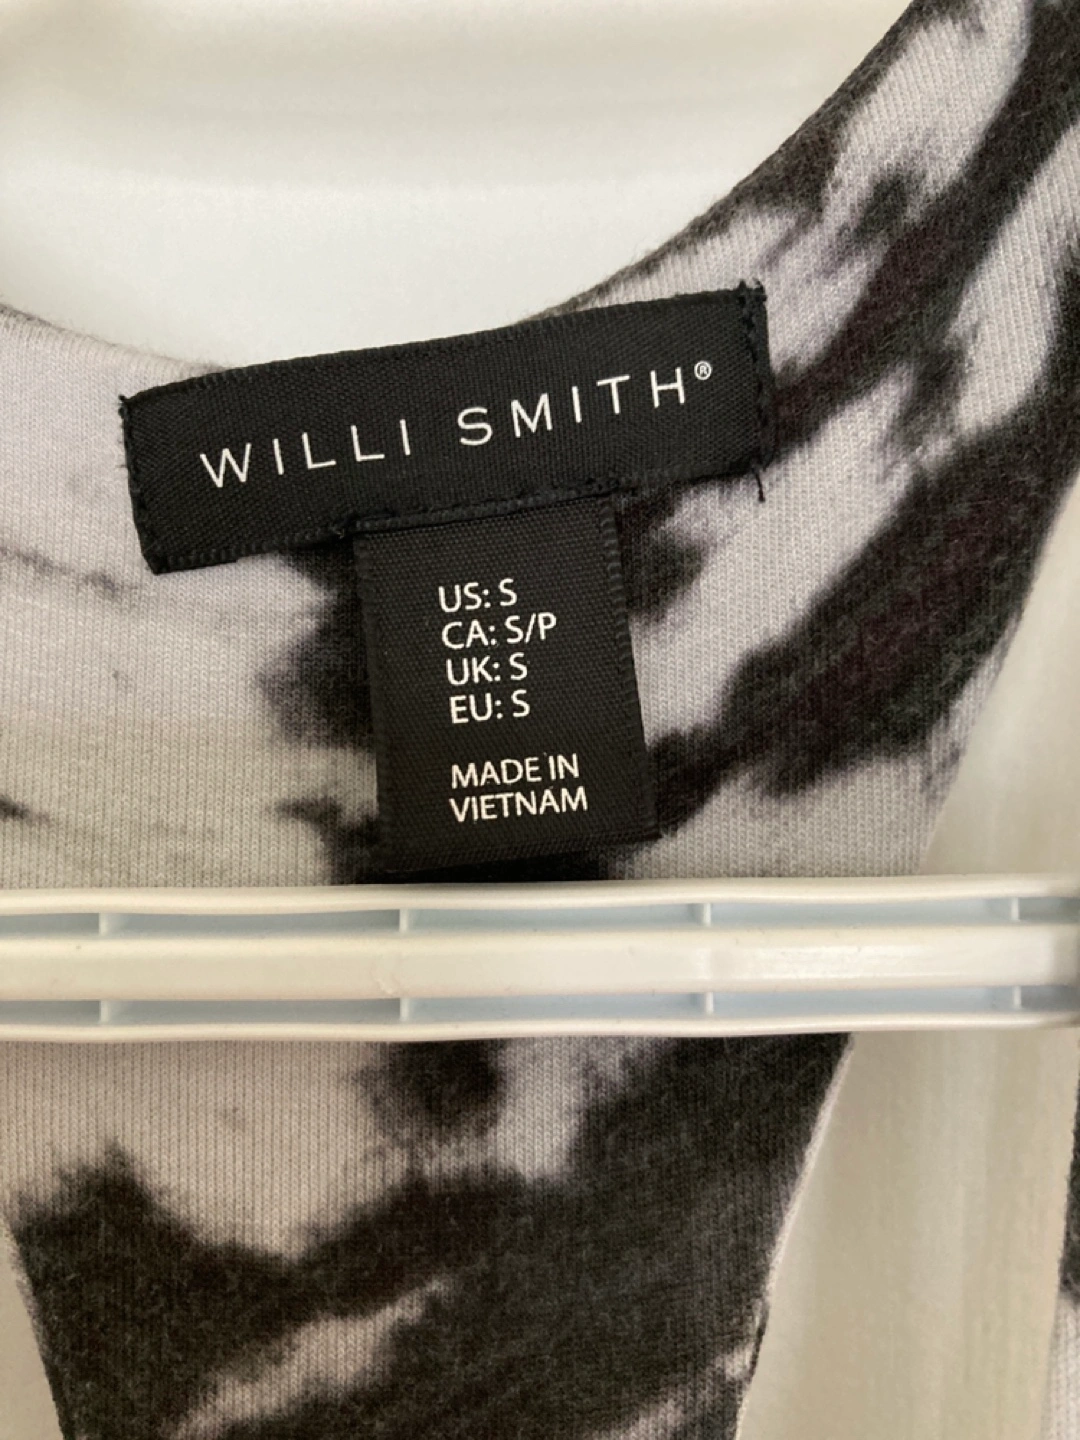 WILLI SMITH®
US: S
CA: S/P
UK: S
EU: S
MADE IN
VIETNAM